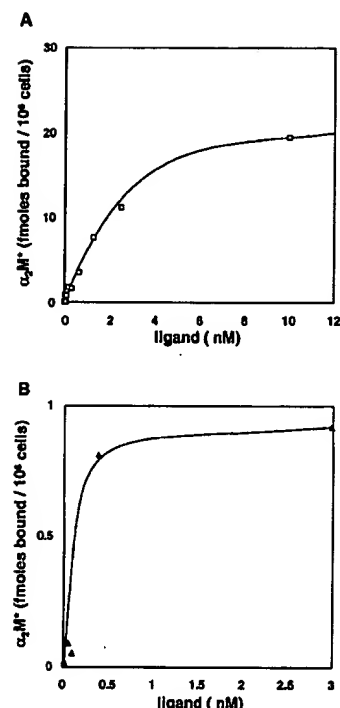 A
α₂M* (fmoles bound / 10⁶ cells)
30
20
10
0
0 2 4 6 8 10 12
ligand ( nM)
B
α₂M* (fmoles bound / 10⁶ cells)
1
0.5
0
0 0.5 1 1.5 2 2.5 3
ligand ( nM)